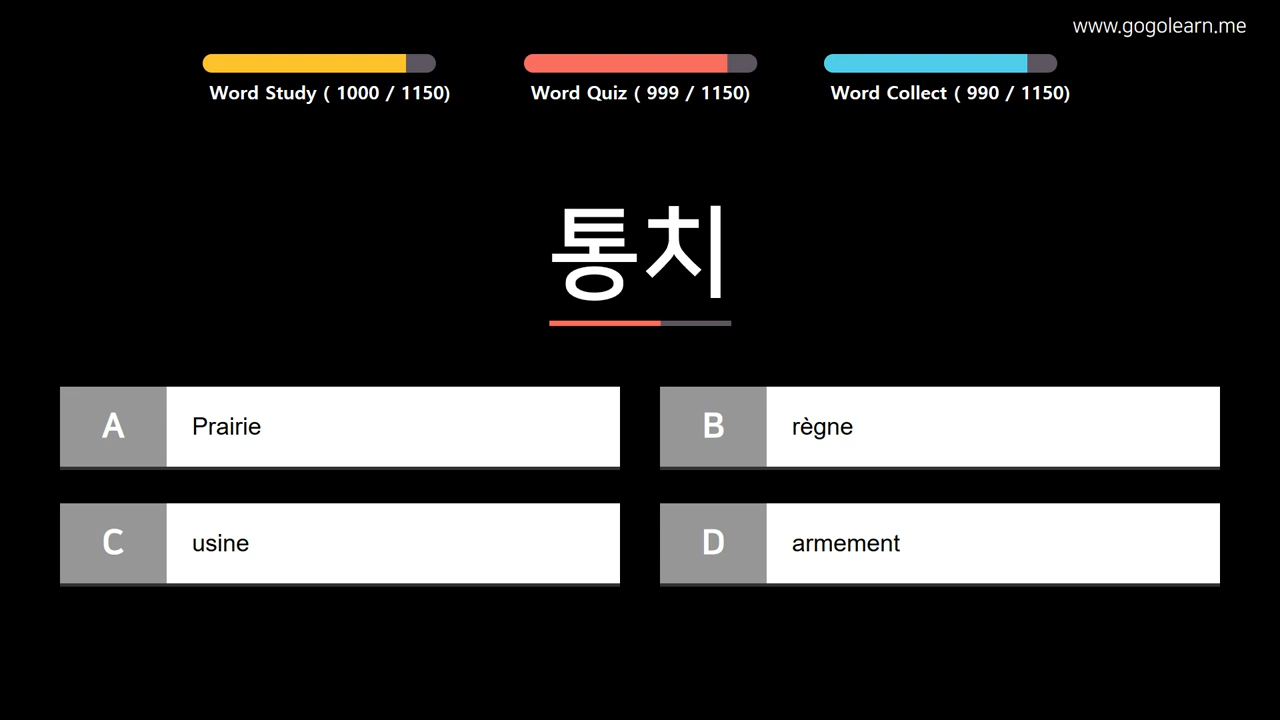 www.gogolearn.me
Word Study ( 1000 / 1150)
Word Quiz ( 999 / 1150)
Word Collect ( 990 / 1150)
통치
A Prairie
B règne
C usine
D armement